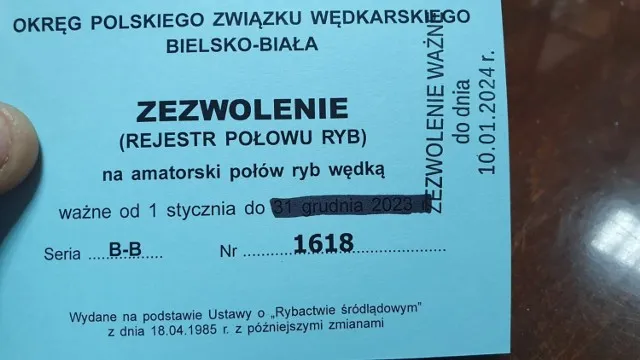 OKRĘG POLSKIEGO ZWIĄZKU WĘDKARSKIEGO
BIELSKO-BIAŁA
ZEZWOLENIE
(REJESTR POŁOWU RYB)
na amatorski połów ryb wędką
ważne od 1 stycznia do 31 grudnia 2023 r.
Seria B-B Nr 1618
Wydane na podstawie Ustawy o „Rybactwie śródlądowym”
z dnia 18.04.1985 r. z późniejszymi zmianami
ZEZWOLENIE WAŻNE
do dnia
10.01.2024 r.